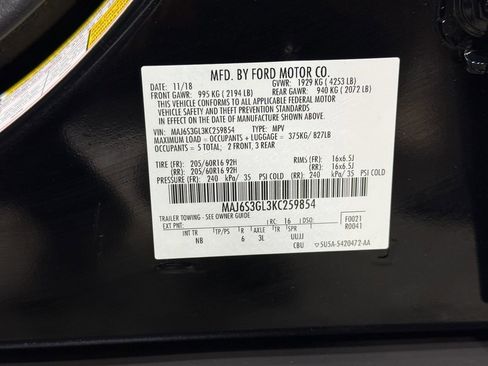 MFD. BY FORD MOTOR CO.
DATE: 11/18 GVWR: 1929 KG ( 4253 LB)
FRONT GAWR: 995 KG ( 2194 LB) REAR GAWR: 940 KG ( 2072 LB)
THIS VEHICLE CONFORMS TO ALL APPLICABLE FEDERAL MOTOR
VEHICLE SAFETY AND THEFT PREVENTION STANDARDS IN EFFECT ON THE
DATE OF MANUFACTURE SHOWN ABOVE.
VIN: MAJ6S3GL3KC259854 TYPE: MPV
MAXIMUM LOAD = OCCUPANTS + LUGGAGE = 375KG/ 827LB
OCCUPANTS = 5 TOTAL; 2 FRONT, 3 REAR
TIRE (FR): 205/60R16 92H RIMS (FR): 16x6.5J
(RR): 205/60R16 92H (RR): 16x6.5J
PRESSURE (FR): 240 kPa/ 35 PSI COLD (RR): 240 kPa/ 35 PSI COLD
MAJ6S3GL3KC259854
TRAILER TOWING - SEE OWNER GUIDE
EXT PNT: RC: 16 DSO: F0021
R0041
INT TR TP/PS R AXLE TR SPR
NB 6 3L UUJJ
CBU 5U5A-5420472-AA